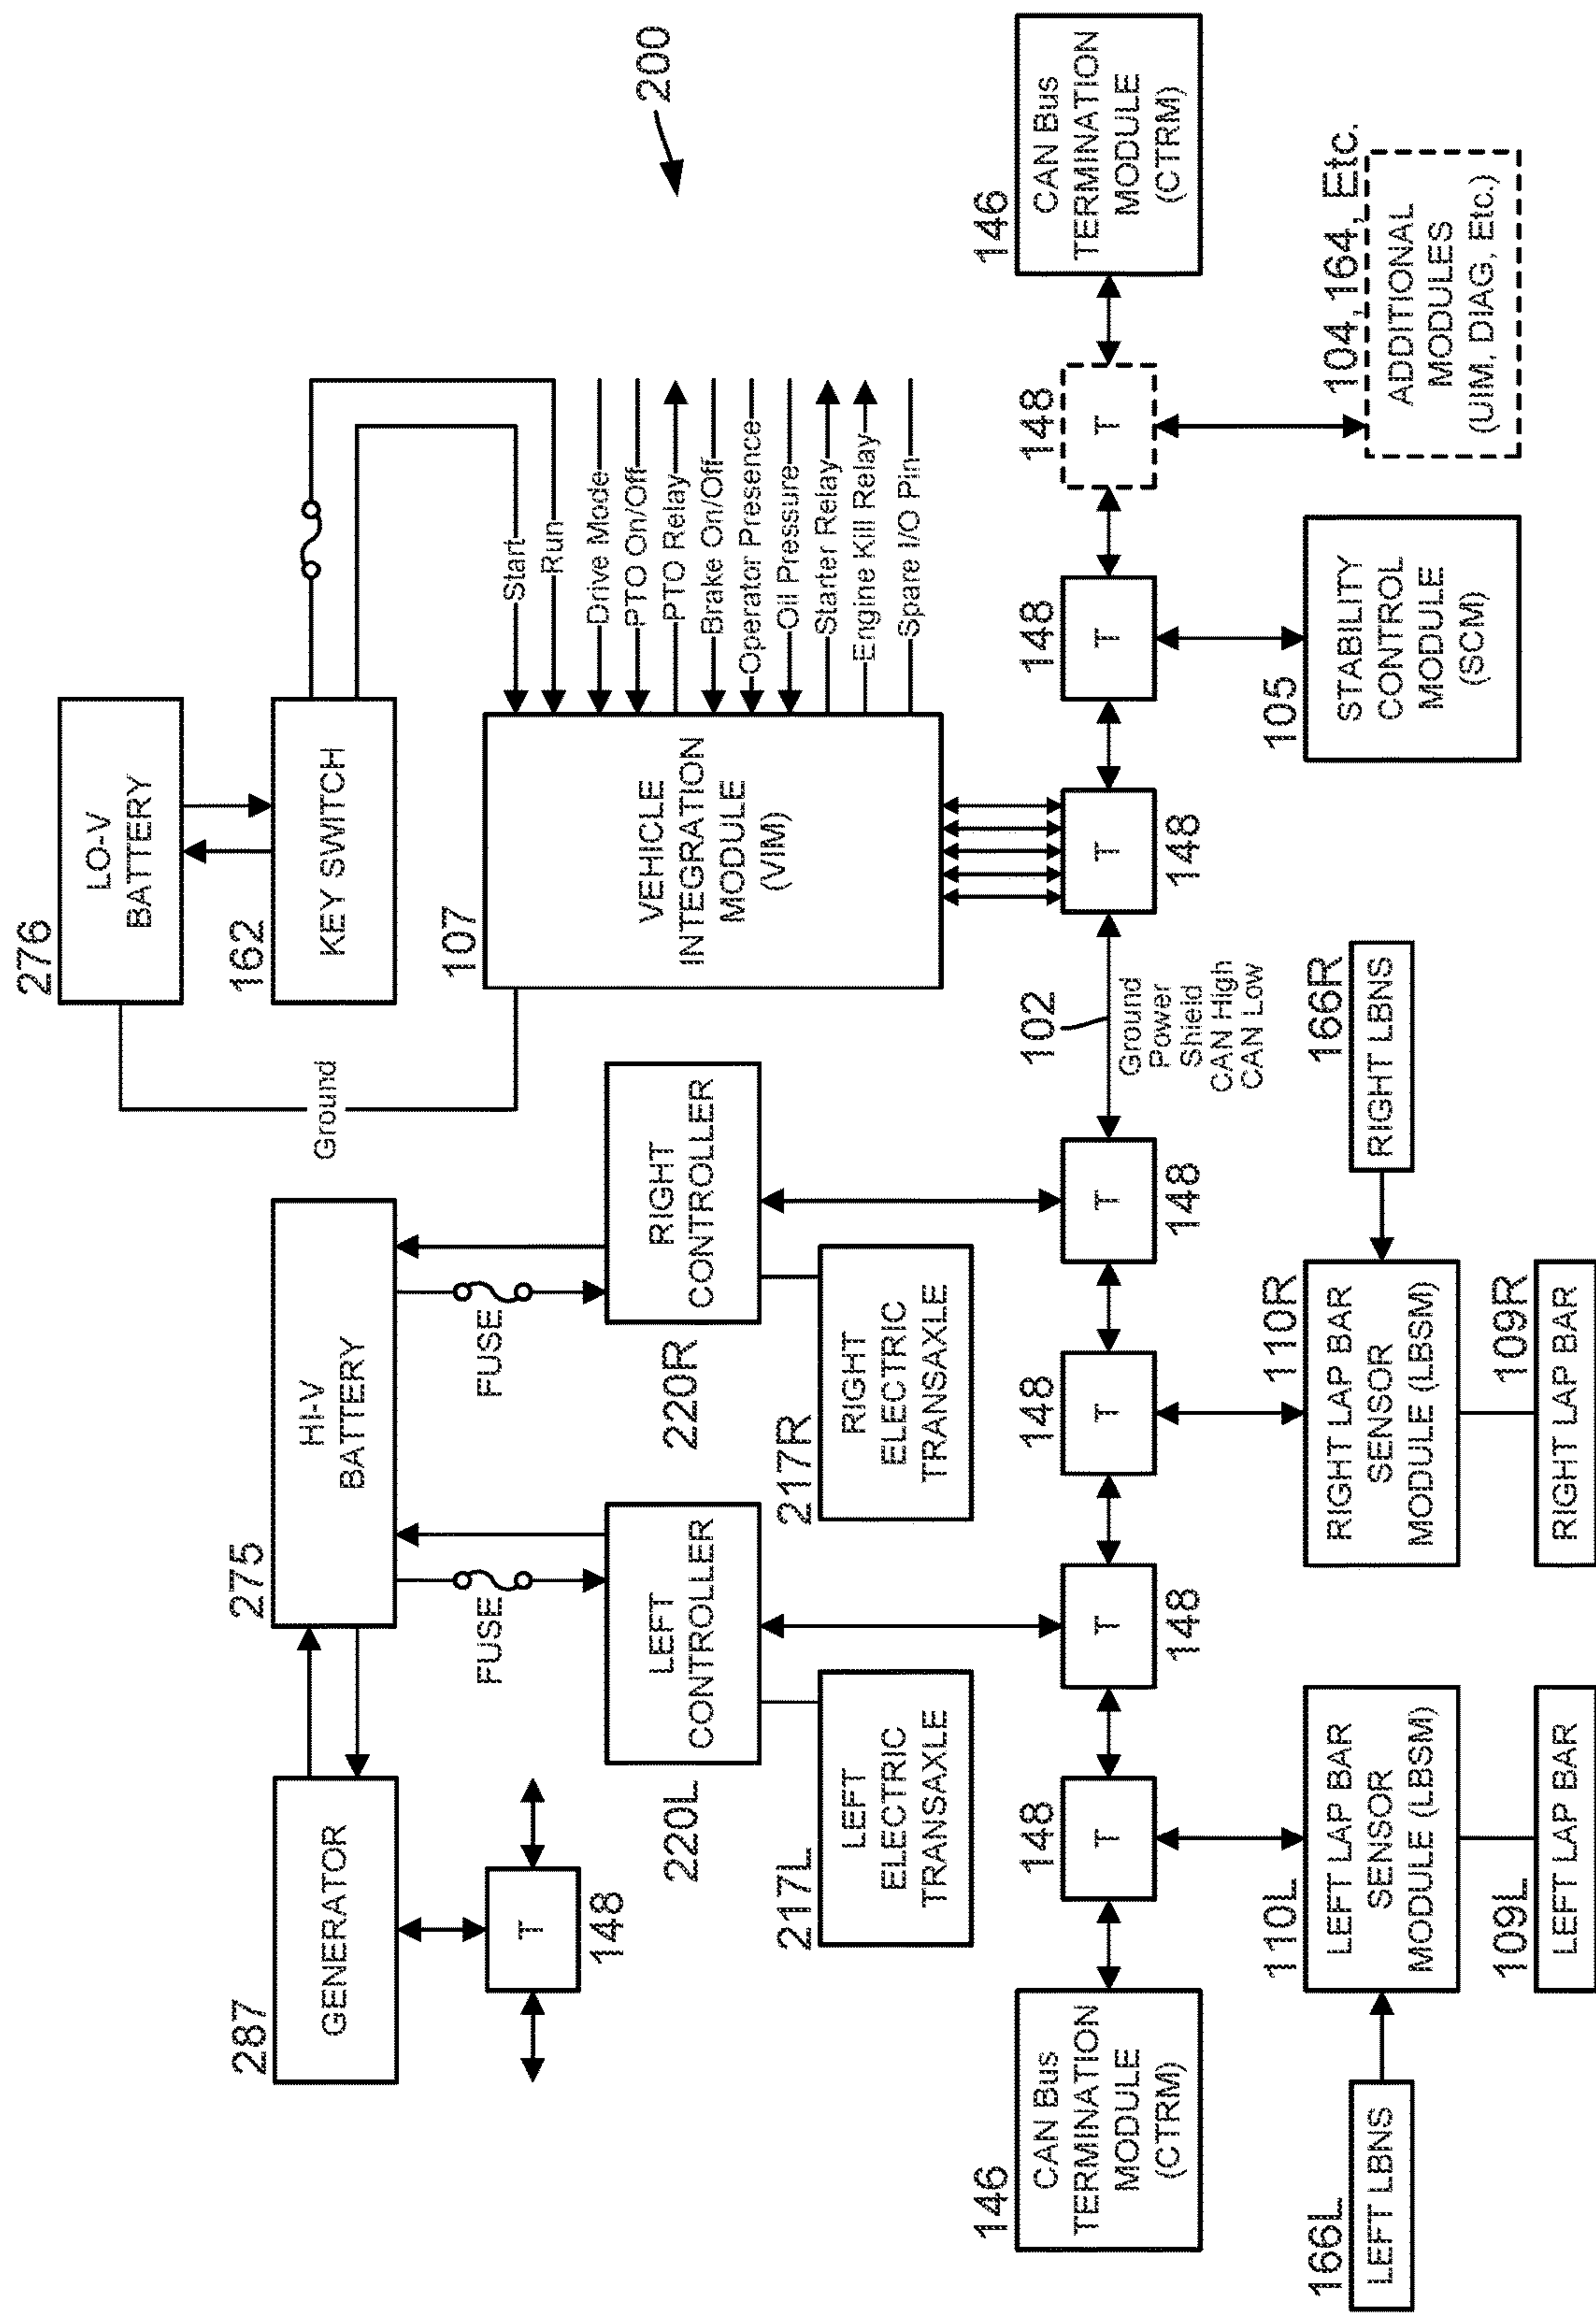 200
276
LO-V
BATTERY
162
KEY SWITCH
Ground
Start
Run
107
VEHICLE
INTEGRATION
MODULE
(VIM)
Drive Mode
PTO On/Off
PTO Relay
Brake On/Off
Operator Presence
Oil Pressure
Starter Relay
Engine Kill Relay
Spare I/O Pin
287
GENERATOR
T
148
275
HI-V
BATTERY
FUSE
FUSE
220L
LEFT
CONTROLLER
220R
RIGHT
CONTROLLER
217L
LEFT
ELECTRIC
TRANSAXLE
217R
RIGHT
ELECTRIC
TRANSAXLE
146
CAN Bus
TERMINATION
MODULE
(CTRM)
148
T
T
148
148
T
T
148
102
Ground
Power
Shield
CAN High
CAN Low
T
148
148
T
148
T
146
CAN Bus
TERMINATION
MODULE
(CTRM)
166L
LEFT LBNS
110L
LEFT LAP BAR
SENSOR
MODULE (LBSM)
109L
LEFT LAP BAR
110R
RIGHT LAP BAR
SENSOR
MODULE (LBSM)
109R
RIGHT LAP BAR
166R
RIGHT LBNS
105
STABILITY
CONTROL
MODULE
(SCM)
104, 164, Etc.
ADDITIONAL
MODULES
(UIM, DIAG, Etc.)